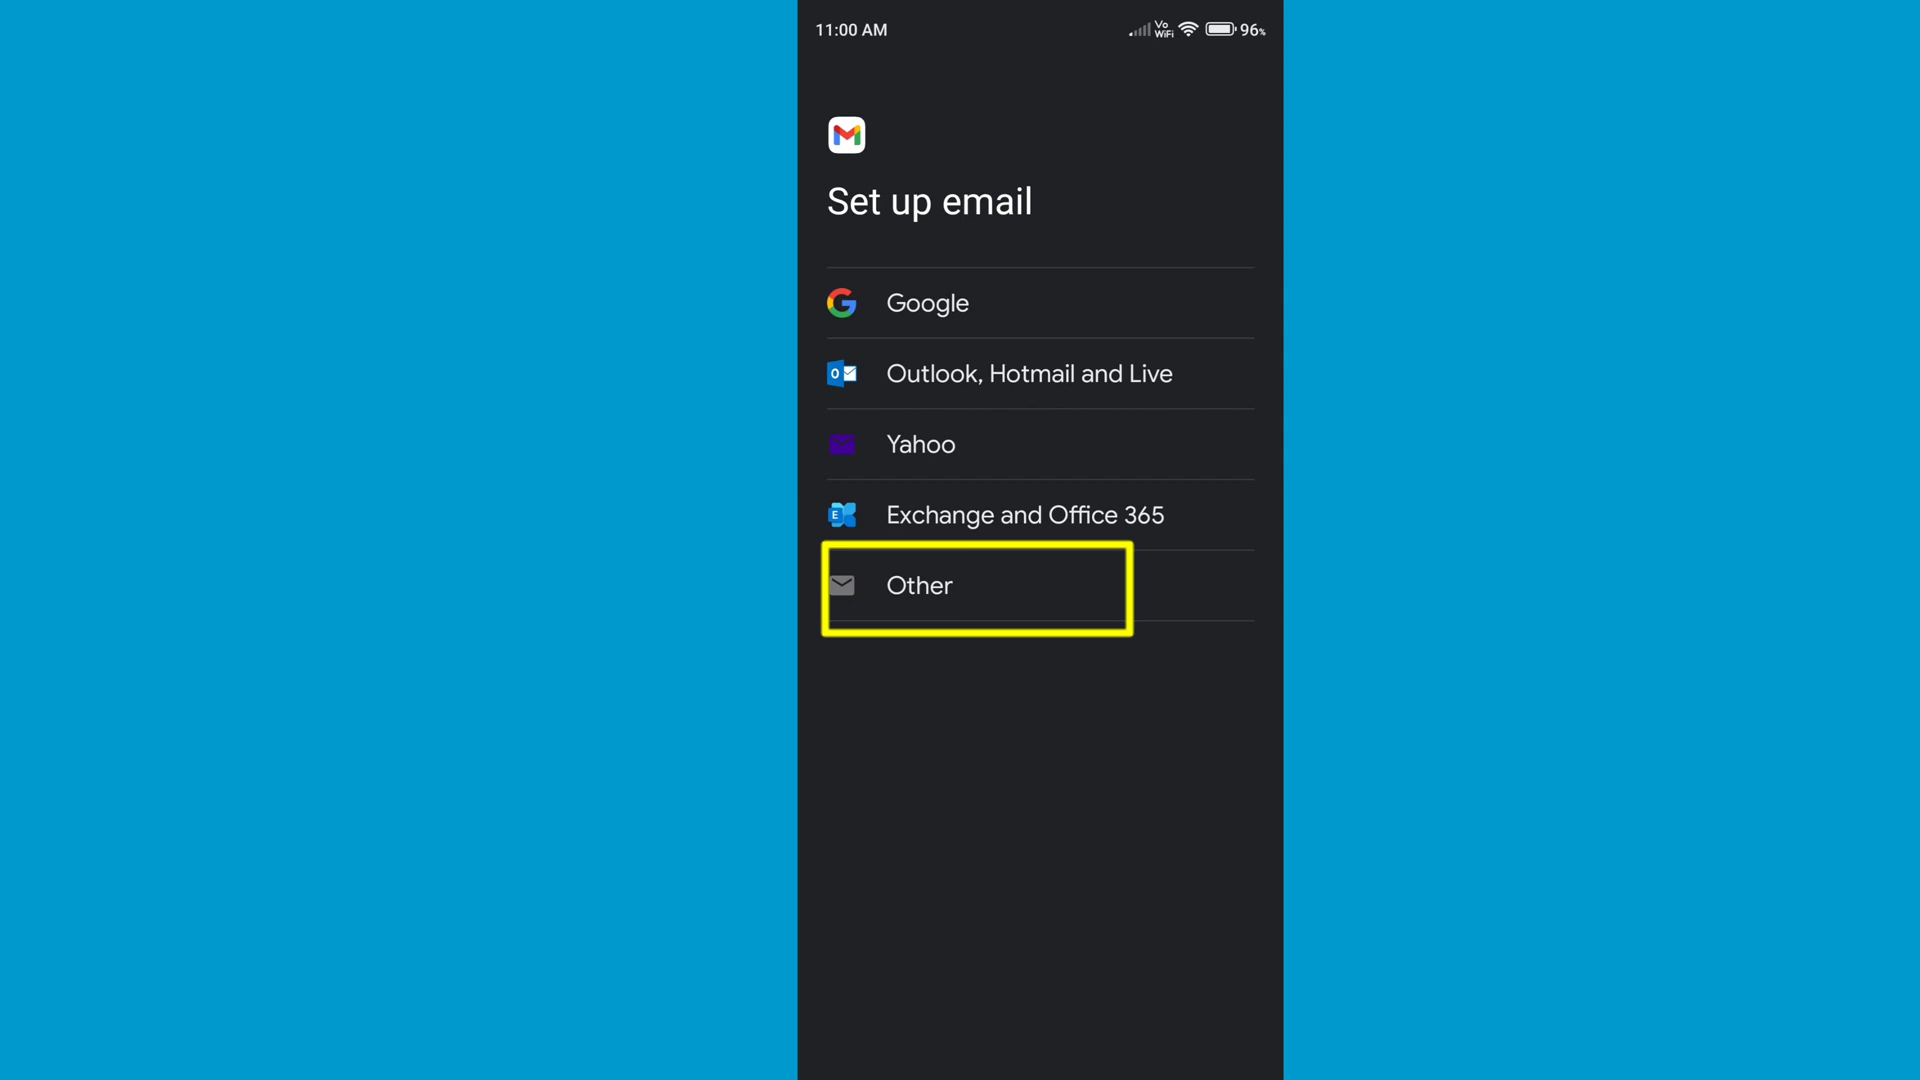 11:00 AM
Vo WiFi
96%
Set up email
Google
Outlook, Hotmail and Live
Yahoo
Exchange and Office 365
Other